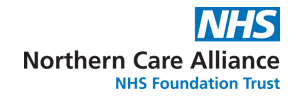 NHS
Northern Care Alliance
NHS Foundation Trust